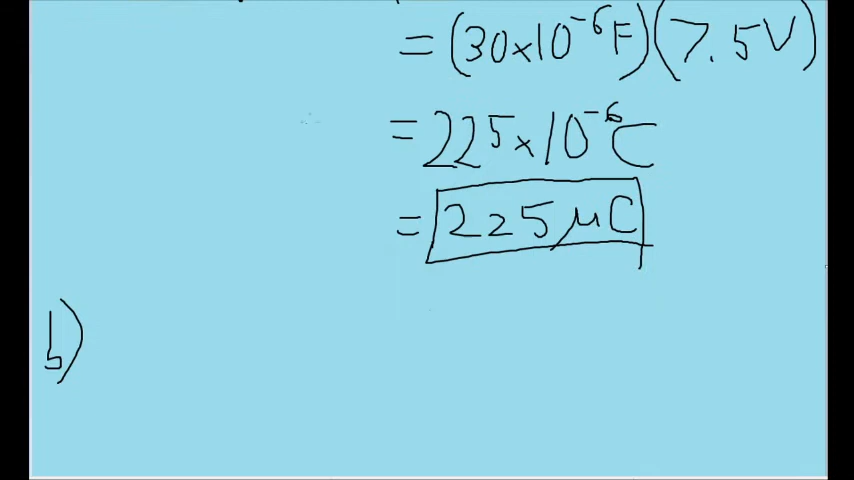 = (30×10⁻⁶F)(7.5V)
= 225×10⁻⁶C
= 225μC
b)